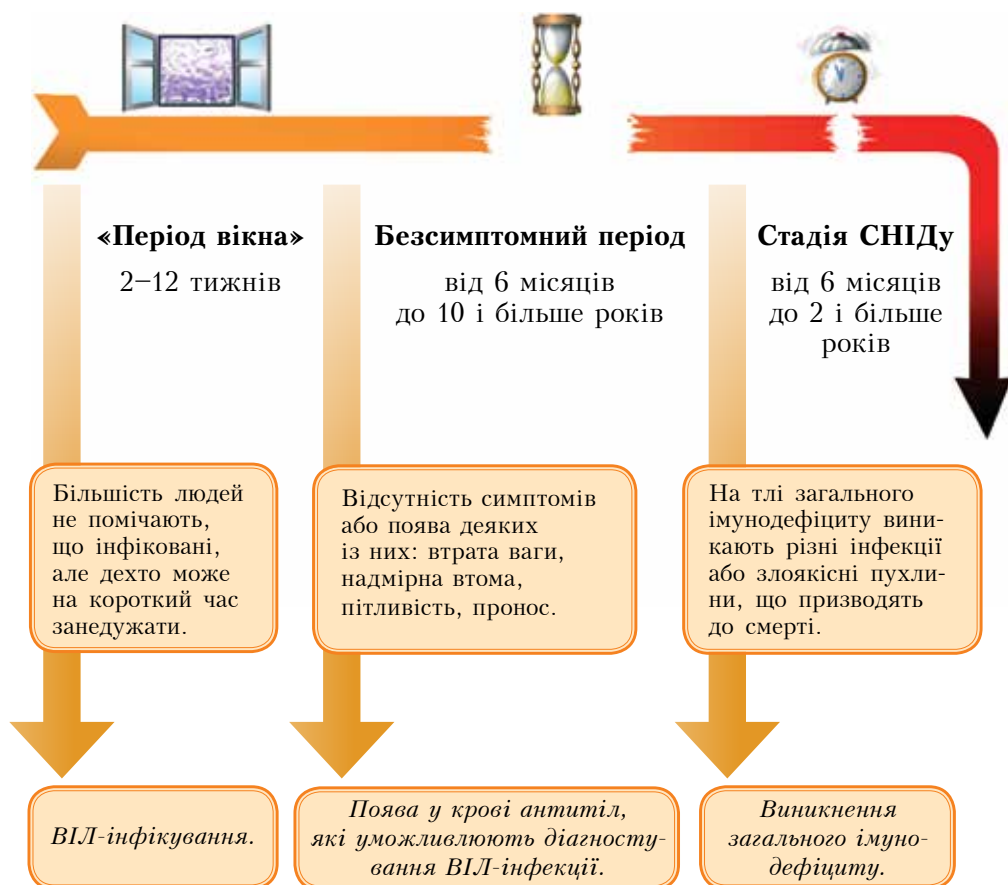 «Період вікна»
2–12 тижнів
Безсимптомний період
від 6 місяців
до 10 і більше років
Стадія СНІДу
від 6 місяців
до 2 і більше
років
Більшість людей
не помічають,
що інфіковані,
але дехто може
на короткий час
занедужати.
Відсутність симптомів
або поява деяких
із них: втрата ваги,
надмірна втома,
пітливість, пронос.
На тлі загального
імунодефіциту вини-
кають різні інфекції
або злоякісні пухли-
ни, що призводять
до смерті.
ВІЛ-інфікування.
Поява у крові антитіл,
які уможливлюють діагносту-
вання ВІЛ-інфекції.
Виникнення
загального імуно-
дефіциту.